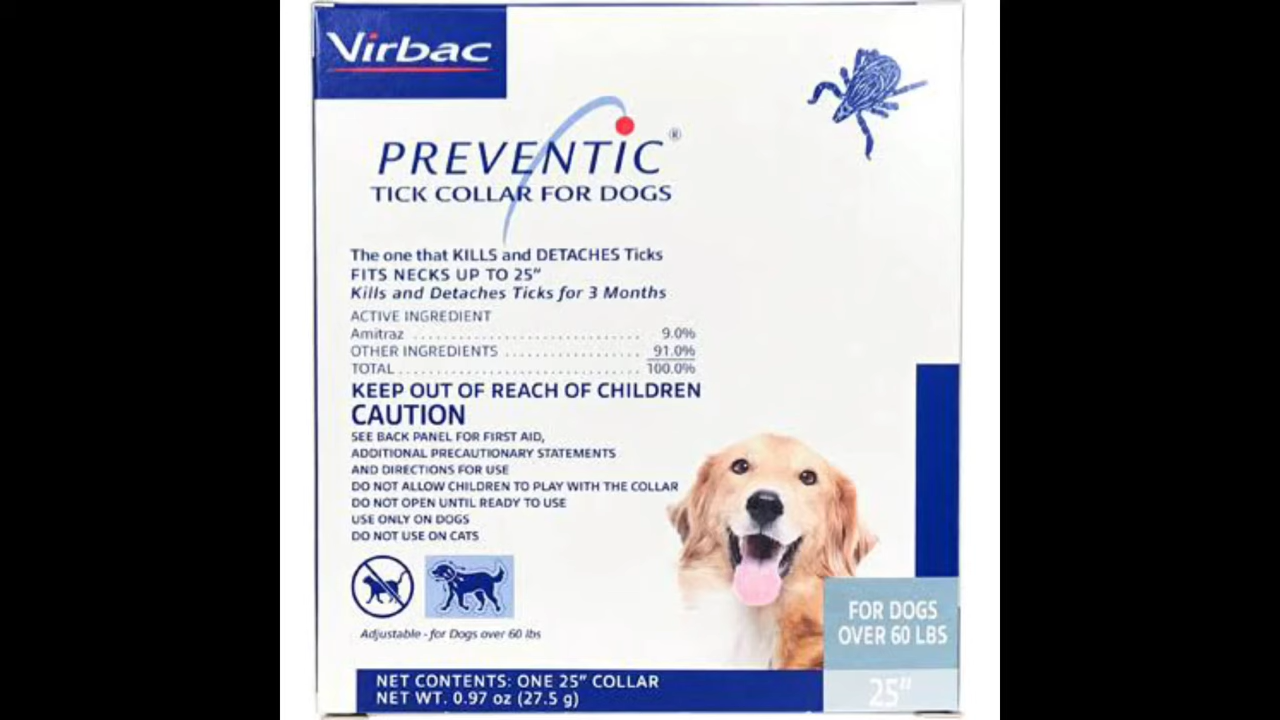 Virbac
PREVENTIC®
TICK COLLAR FOR DOGS
The one that KILLS and DETACHES Ticks
FITS NECKS UP TO 25"
Kills and Detaches Ticks for 3 Months
ACTIVE INGREDIENT
Amitraz ............................... 9.0%
OTHER INGREDIENTS .................. 91.0%
TOTAL ................................. 100.0%
KEEP OUT OF REACH OF CHILDREN
CAUTION
SEE BACK PANEL FOR FIRST AID,
ADDITIONAL PRECAUTIONARY STATEMENTS
AND DIRECTIONS FOR USE
DO NOT ALLOW CHILDREN TO PLAY WITH THE COLLAR
DO NOT OPEN UNTIL READY TO USE
USE ONLY ON DOGS
DO NOT USE ON CATS
Adjustable - for Dogs over 60 lbs
FOR DOGS
OVER 60 LBS
25"
NET CONTENTS: ONE 25" COLLAR
NET WT. 0.97 oz (27.5 g)